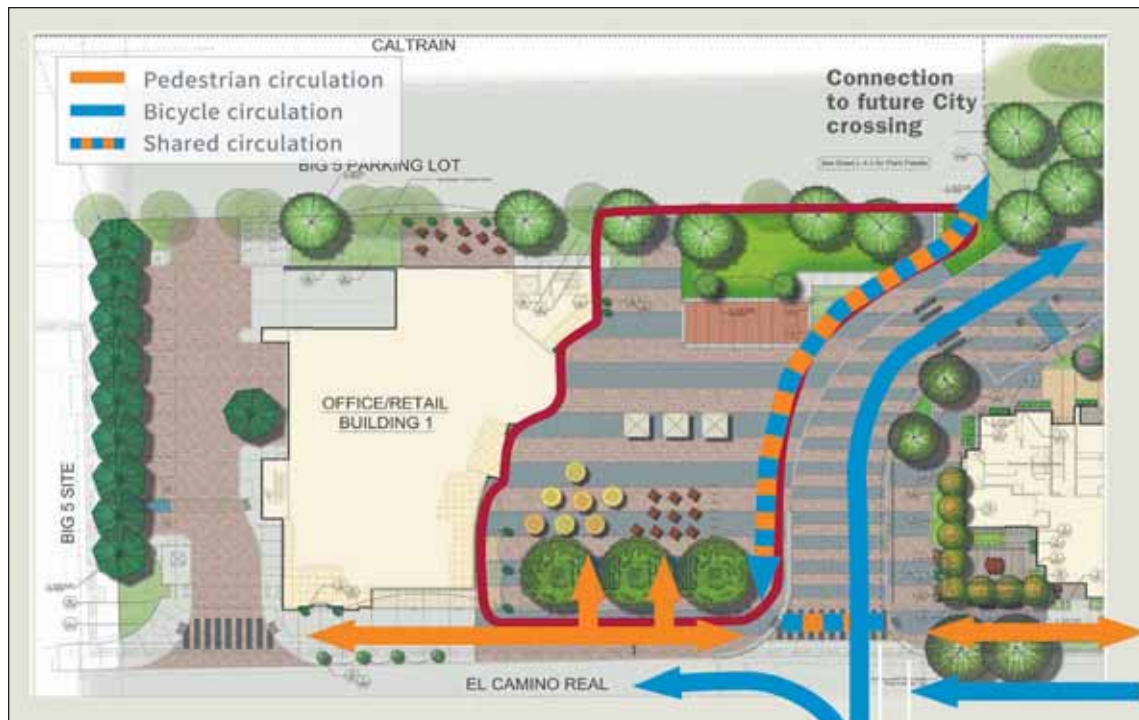 CALTRAIN
Pedestrian circulation
Bicycle circulation
Shared circulation
Connection
to future City
crossing
BIG 5 PARKING LOT
OFFICE/RETAIL
BUILDING 1
BIG 5 SITE
EL CAMINO REAL